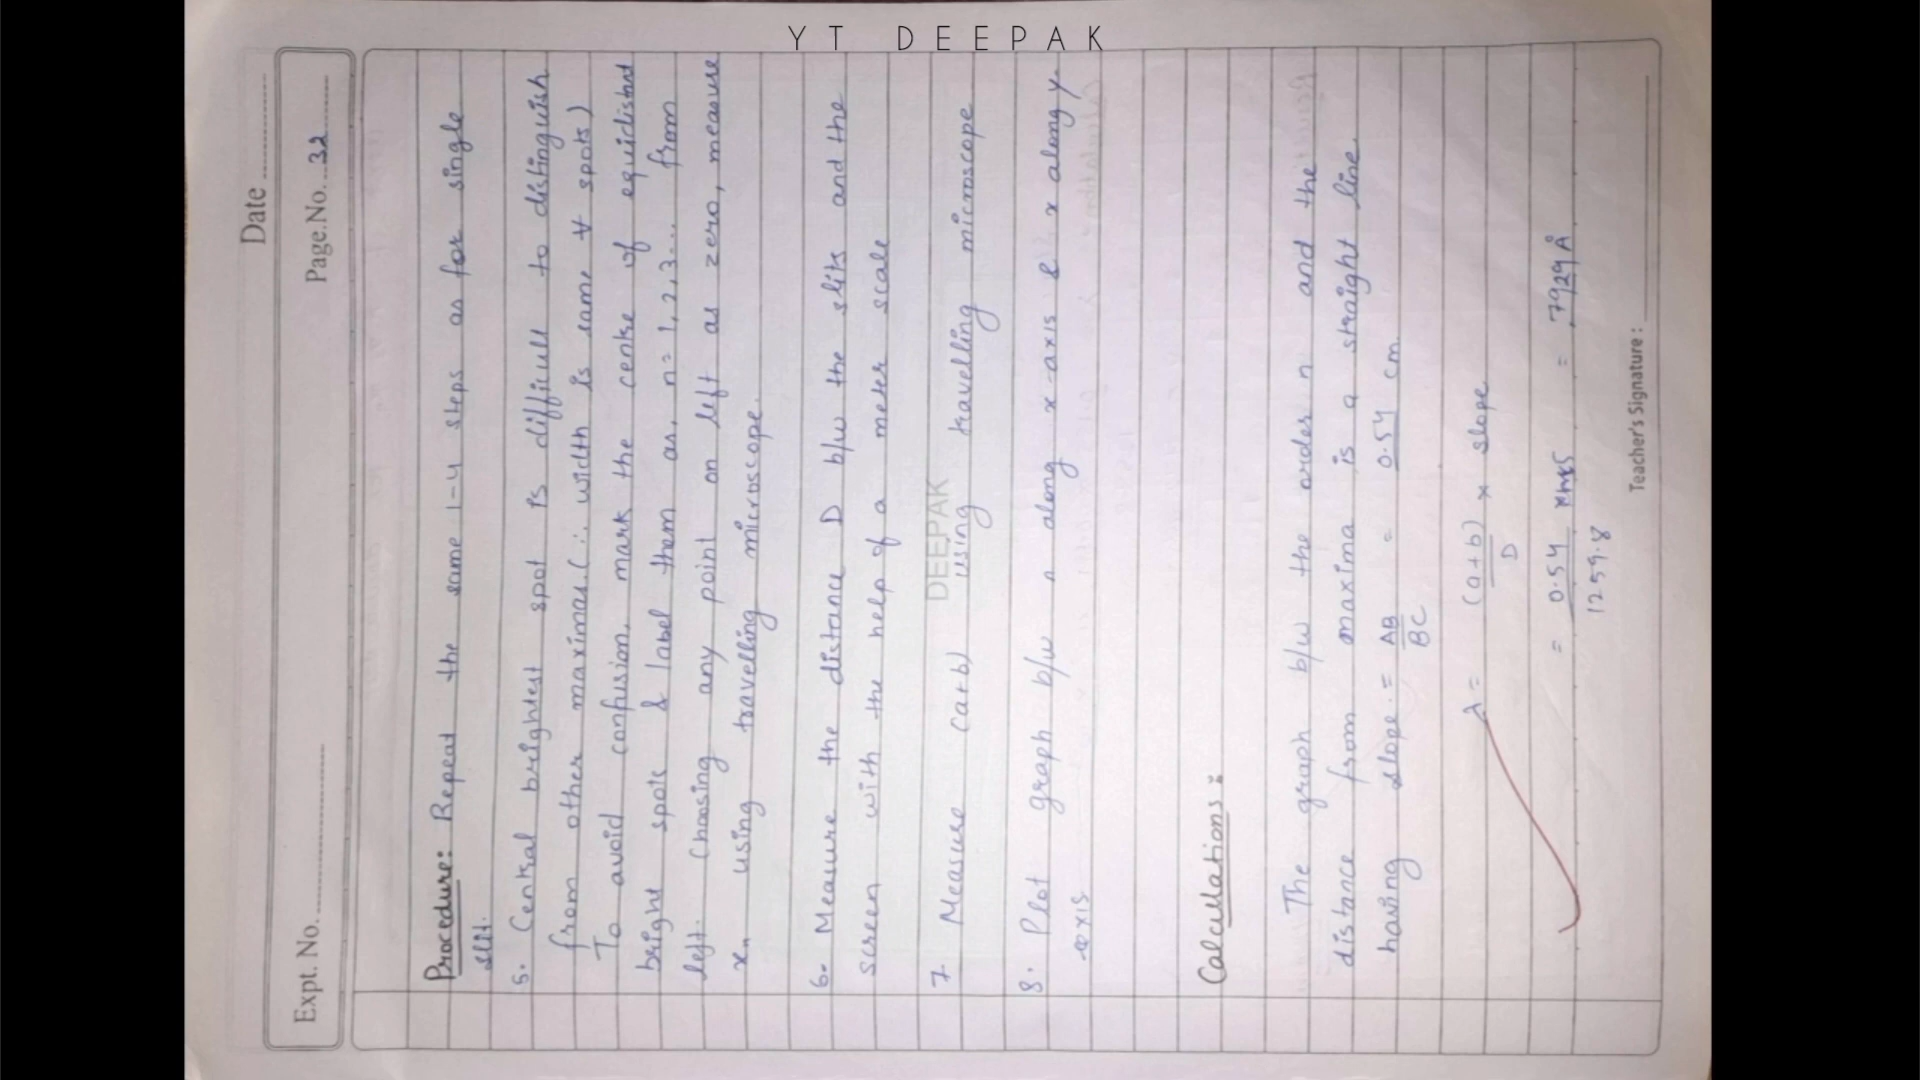 YT DEEPAK
Date
Expt. No.
Page.No. 32
Procedure: Repeat the same 1-4 steps as for single
slit.
5. Central brightest spot is difficult to distinguish
from other maximas. (∵ width is same ∀ spots)
To avoid confusion, mark the centre of equidistant
bright spots & label them as, n = 1, 2, 3... from
left. Choosing any point on left as zero, measure
xn using travelling microscope.
6. Measure the distance D b/w the slits and the
screen with the help of a meter scale
DEEPAK
7. Measure (a+b) using travelling microscope
8. Plot graph b/w n along x-axis & x along y-
axis
Calculations:
The graph b/w the order n and the
distance from maxima is a straight line.
having slope. = AB/BC = 0.54 cm
λ = (a+b)/D × slope
= 0.54/1259.8 = 7929 Å
Teacher's Signature: